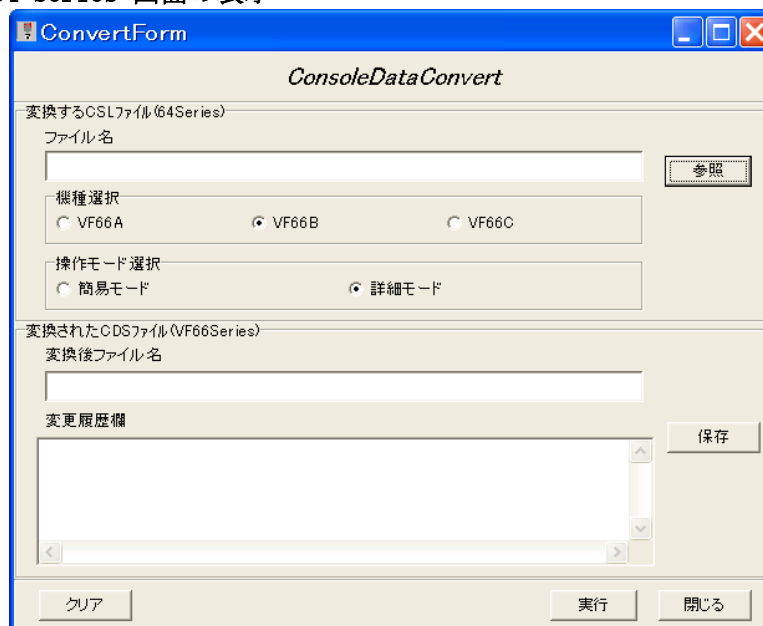 ConvertForm
ConsoleDataConvert
変換するCSLファイル(64Series)
ファイル名
参照
機種選択
VF66A VF66B VF66C
操作モード選択
簡易モード 詳細モード
変換されたCDSファイル(VF66Series)
変換後ファイル名
変更履歴欄
保存
クリア 実行 閉じる